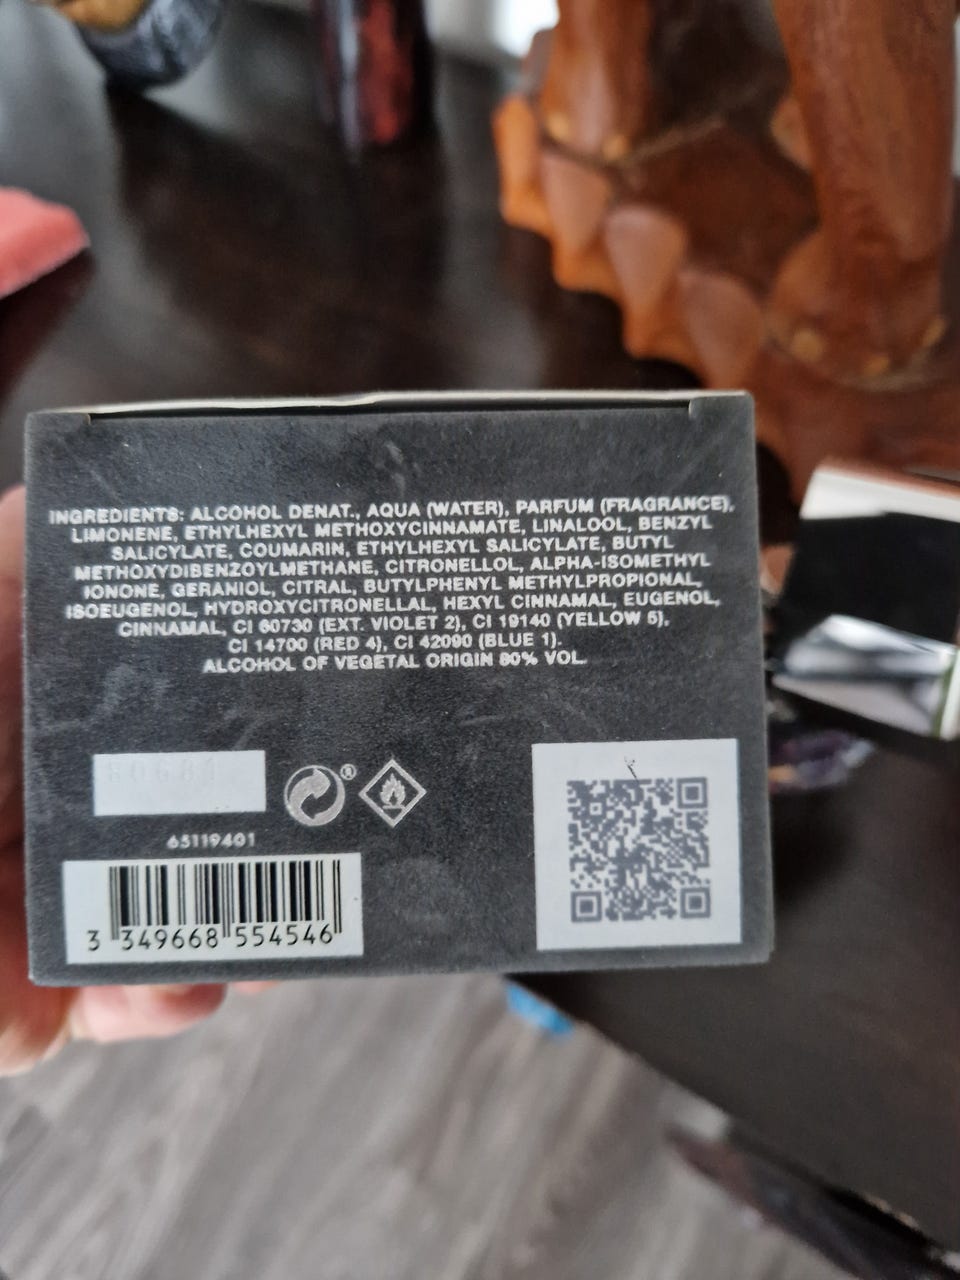 INGREDIENTS: ALCOHOL DENAT., AQUA (WATER), PARFUM (FRAGRANCE),
LIMONENE, ETHYLHEXYL METHOXYCINNAMATE, LINALOOL, BENZYL
SALICYLATE, COUMARIN, ETHYLHEXYL SALICYLATE, BUTYL
METHOXYDIBENZOYLMETHANE, CITRONELLOL, ALPHA-ISOMETHYL
IONONE, GERANIOL, CITRAL, BUTYLPHENYL METHYLPROPIONAL,
ISOEUGENOL, HYDROXYCITRONELLAL, HEXYL CINNAMAL, EUGENOL,
CINNAMAL, CI 60730 (EXT. VIOLET 2), CI 19140 (YELLOW 5),
CI 14700 (RED 4), CI 42090 (BLUE 1).
ALCOHOL OF VEGETAL ORIGIN 80% VOL.
®
65119401
3 349668 554546